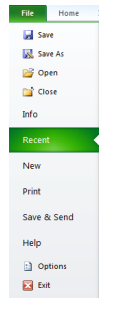 File Home
Save
Save As
Open
Close
Info
Recent
New
Print
Save & Send
Help
Options
Exit